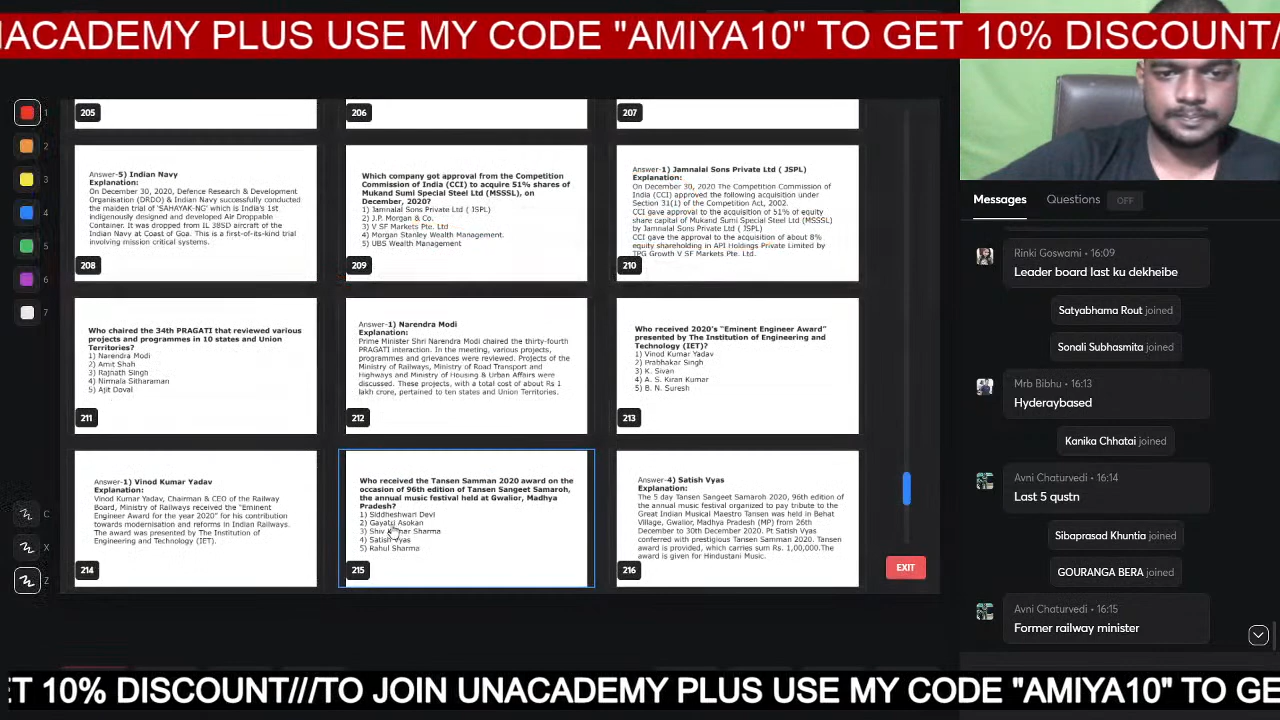 NACADEMY PLUS USE MY CODE "AMIYA10" TO GET 10% DISCOUNT/
1
2
3
4
5
6
7
C
X
Z
205
206
207
Answer-5) Indian Navy
Explanation:
On December 30, 2020, Defence Research & Development
Organisation (DRDO) & Indian Navy successfully conducted
the maiden trial of 'SAHAYAK-NG' which is India's 1st
indigenously designed and developed Air Droppable
Container. It was dropped from IL 38SD aircraft of the
Indian Navy at Coast of Goa. This is a first-of-its-kind trial
involving mission critical systems.
208
Which company got approval from the Competition
Commission of India (CCI) to acquire 51% shares of
Mukand Sumi Special Steel Ltd (MSSSL), on
December, 2020?
1) Jamnalal Sons Private Ltd ( JSPL)
2) J.P. Morgan & Co.
3) V SF Markets Pte. Ltd
4) Morgan Stanley Wealth Management.
5) UBS Wealth Management
209
Answer-1) Jamnalal Sons Private Ltd ( JSPL)
Explanation:
On December 30, 2020 The Competition Commission of
India (CCI) approved the following acquisition under
Section 31(1) of the Competition Act, 2002.
CCI gave approval to the acquisition of 51% of equity
share capital of Mukand Sumi Special Steel Ltd (MSSSL)
by Jamnalal Sons Private Ltd ( JSPL)
CCI gave the approval to the acquisition of about 8%
equity shareholding in API Holdings Private Limited by
TPG Growth V SF Markets Pte. Ltd.
210
Who chaired the 34th PRAGATI that reviewed various
projects and programmes in 10 states and Union
Territories?
1) Narendra Modi
2) Amit Shah
3) Rajnath Singh
4) Nirmala Sitharaman
5) Ajit Doval
211
Answer-1) Narendra Modi
Explanation:
Prime Minister Shri Narendra Modi chaired the thirty-fourth
PRAGATI interaction. In the meeting, various projects,
programmes and grievances were reviewed. Projects of the
Ministry of Railways, Ministry of Road Transport and
Highways and Ministry of Housing & Urban Affairs were
discussed. These projects, with a total cost of about Rs 1
lakh crore, pertained to ten states and Union Territories.
212
Who received 2020's "Eminent Engineer Award"
presented by The Institution of Engineering and
Technology (IET)?
1) Vinod Kumar Yadav
2) Prabhakar Singh
3) K. Sivan
4) A. S. Kiran Kumar
5) B. N. Suresh
213
Answer-1) Vinod Kumar Yadav
Explanation:
Vinod Kumar Yadav, Chairman & CEO of the Railway
Board, Ministry of Railways received the "Eminent
Engineer Award for the year 2020" for his contribution
towards modernisation and reforms in Indian Railways.
The award was presented by The Institution of
Engineering and Technology (IET).
214
Who received the Tansen Samman 2020 award on the
occasion of 96th edition of Tansen Sangeet Samaroh,
the annual music festival held at Gwalior, Madhya
Pradesh?
1) Siddheshwari Devi
2) Gayatri Asokan
3) Shiv Kumar Sharma
4) Satish Vyas
5) Rahul Sharma
215
Answer-4) Satish Vyas
Explanation:
The 5 day Tansen Sangeet Samaroh 2020, 96th edition of
the annual music festival organized to pay tribute to the
Great Indian Musical Maestro Tansen was held in Behat
Village, Gwalior, Madhya Pradesh (MP) from 26th
December to 30th December 2020. Pt Satish Vyas
conferred with prestigious Tansen Samman 2020. Tansen
award is provided, which carries sum Rs. 1,00,000.The
award is given for Hindustani Music.
216
EXIT
Messages
Questions
OFF
Rinki Goswami • 16:09
Leader board last ku dekheibe
Satyabhama Rout joined
Sonali Subhasmita joined
Mrb Bibhu • 16:13
Hyderaybased
Kanika Chhatai joined
Avni Chaturvedi • 16:14
Last 5 qustn
Sibaprasad Khuntia joined
GOURANGA BERA joined
Avni Chaturvedi • 16:15
Former railway minister
ET 10% DISCOUNT///TO JOIN UNACADEMY PLUS USE MY CODE "AMIYA10" TO GE